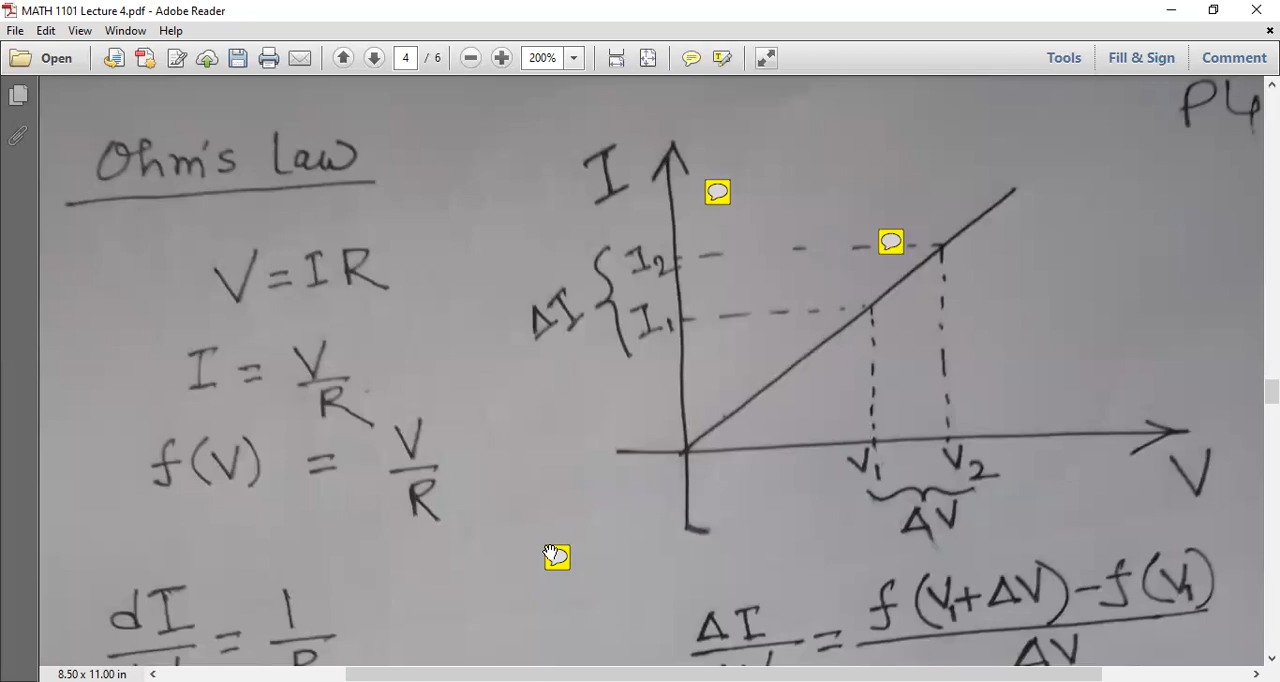 MATH 1101 Lecture 4.pdf - Adobe Reader
File Edit View Window Help
Open 4 / 6 200% Tools Fill & Sign Comment
P4
Ohm's Law
V = I R
I = V/R
f(V) = V/R
I
I2
ΔI
I1
V1 V2
ΔV
V
dI/ = 1/R
ΔI/ΔV = f(V1+ΔV) - f(V1)/ΔV
8.50 x 11.00 in